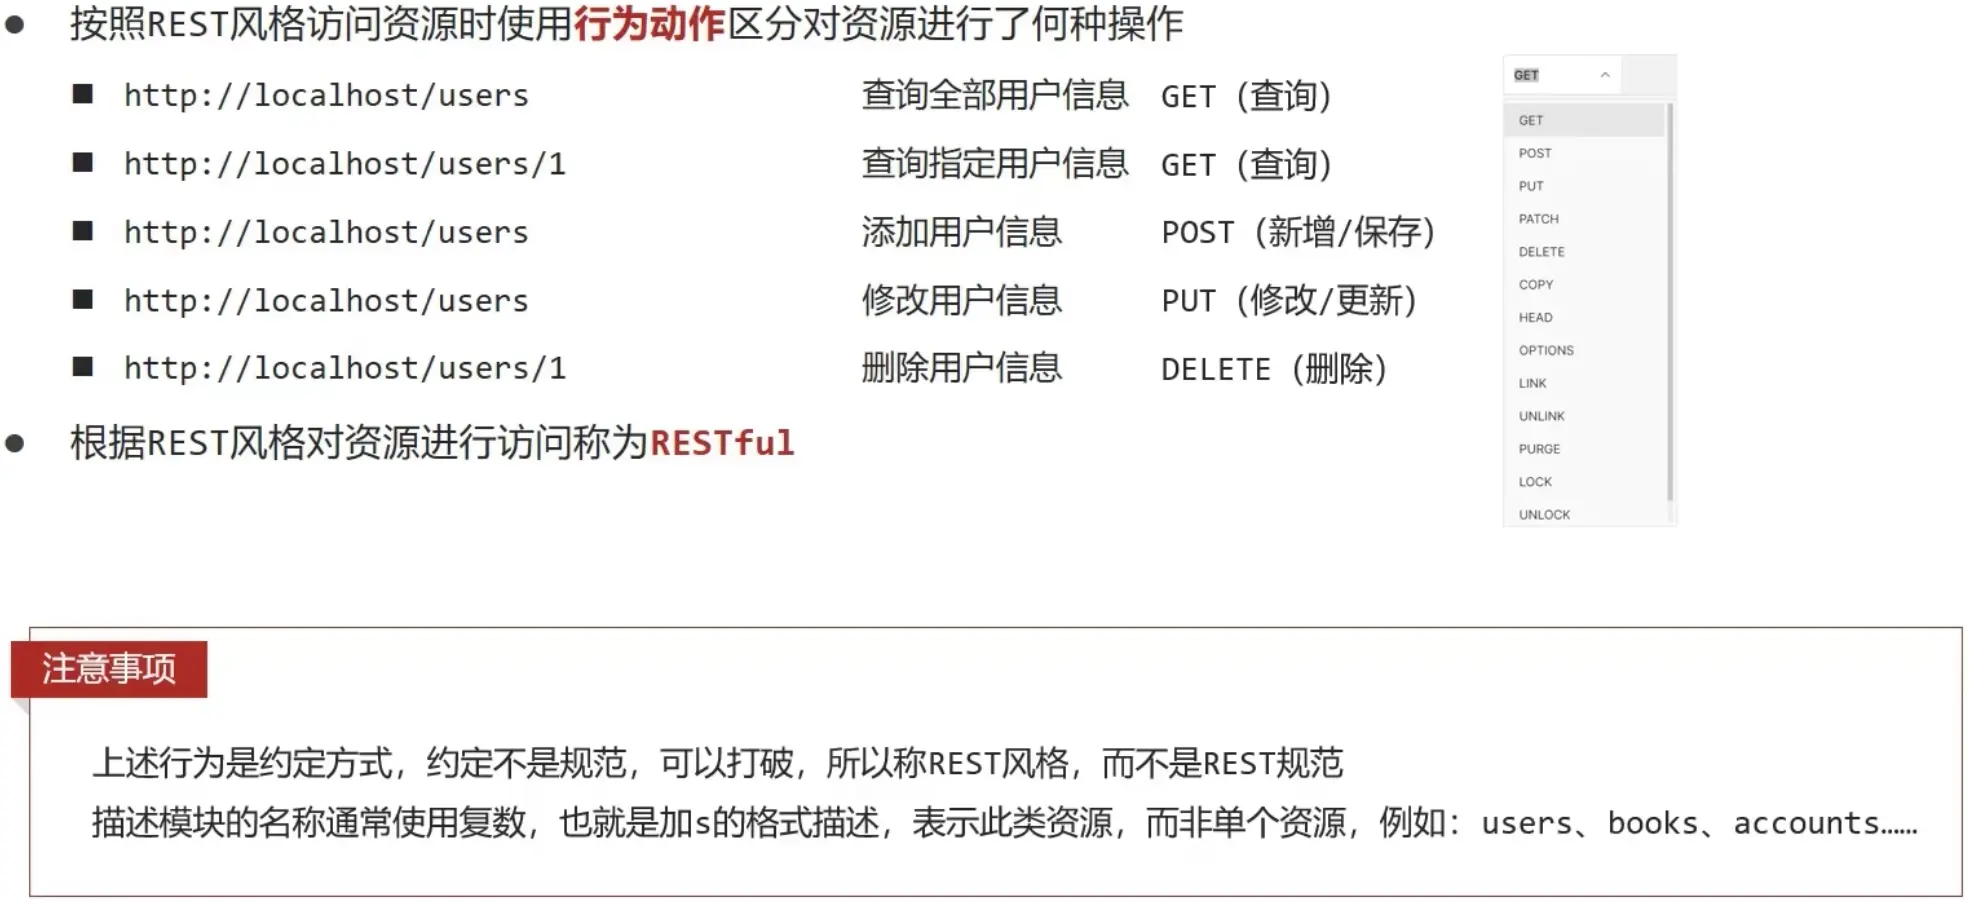 ● 按照REST风格访问资源时使用行为动作区分对资源进行了何种操作
■ http://localhost/users 查询全部用户信息 GET（查询）
■ http://localhost/users/1 查询指定用户信息 GET（查询）
■ http://localhost/users 添加用户信息 POST（新增/保存）
■ http://localhost/users 修改用户信息 PUT（修改/更新）
■ http://localhost/users/1 删除用户信息 DELETE（删除）
● 根据REST风格对资源进行访问称为RESTful
GET
GET
POST
PUT
PATCH
DELETE
COPY
HEAD
OPTIONS
LINK
UNLINK
PURGE
LOCK
UNLOCK
注意事项
上述行为是约定方式，约定不是规范，可以打破，所以称REST风格，而不是REST规范
描述模块的名称通常使用复数，也就是加s的格式描述，表示此类资源，而非单个资源，例如：users、books、accounts……